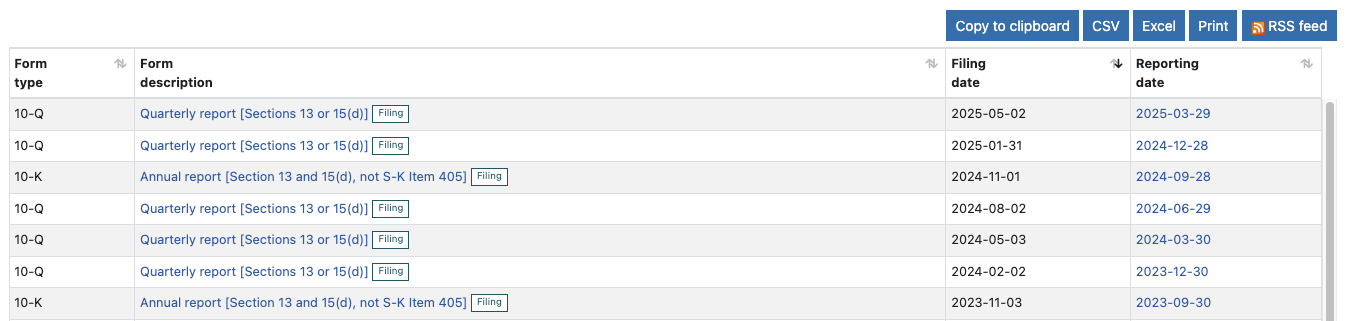 Copy to clipboard CSV Excel Print RSS feed
Form type Form description Filing date Reporting date
10-Q Quarterly report [Sections 13 or 15(d)] Filing 2025-05-02 2025-03-29
10-Q Quarterly report [Sections 13 or 15(d)] Filing 2025-01-31 2024-12-28
10-K Annual report [Section 13 and 15(d), not S-K Item 405] Filing 2024-11-01 2024-09-28
10-Q Quarterly report [Sections 13 or 15(d)] Filing 2024-08-02 2024-06-29
10-Q Quarterly report [Sections 13 or 15(d)] Filing 2024-05-03 2024-03-30
10-Q Quarterly report [Sections 13 or 15(d)] Filing 2024-02-02 2023-12-30
10-K Annual report [Section 13 and 15(d), not S-K Item 405] Filing 2023-11-03 2023-09-30